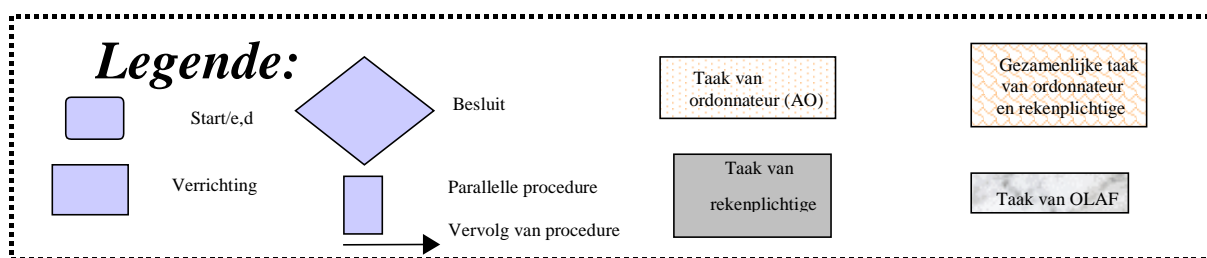 Legende:
Start/e,d
Besluit
Taak van
ordonnateur (AO)
Gezamenlijke taak
van ordonnateur
en rekenplichtige
Verrichting
Parallelle procedure
Vervolg van procedure
Taak van
rekenplichtige
Taak van OLAF